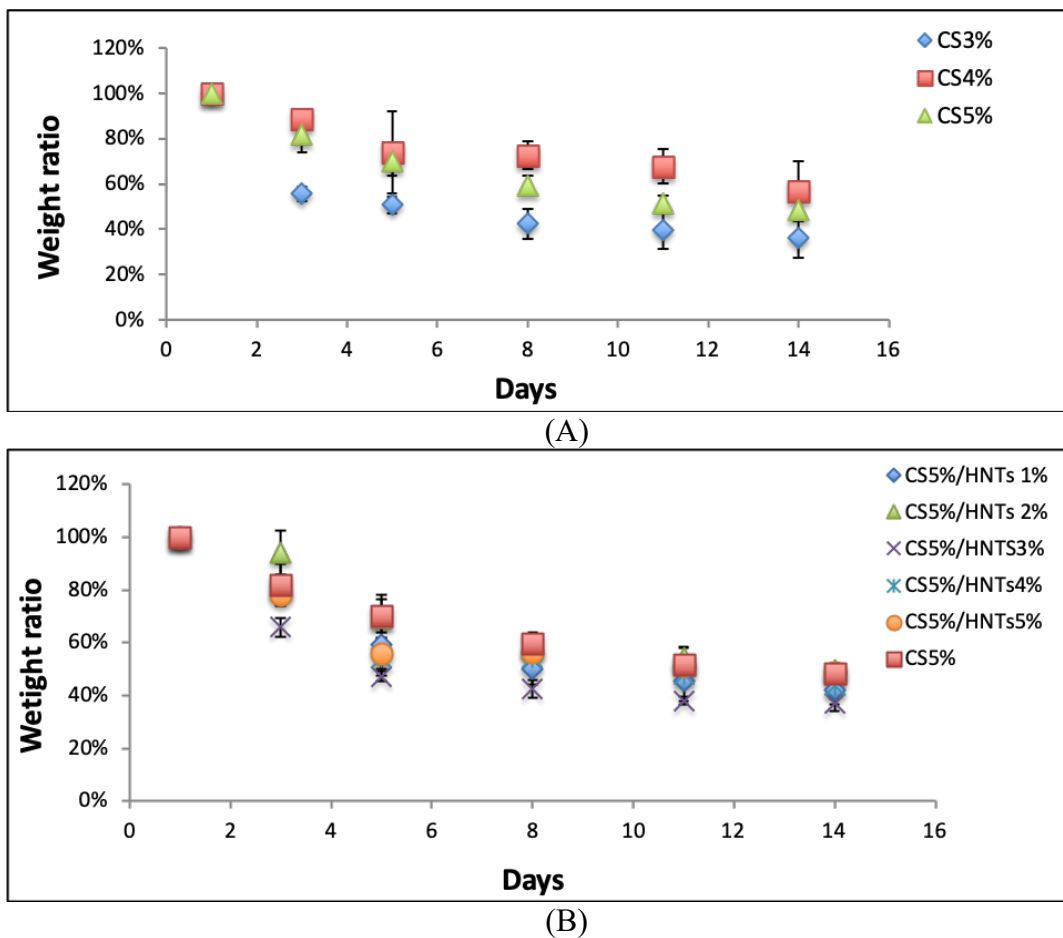 120%
100%
80%
60%
40%
20%
0%
Weight ratio
0 2 4 6 8 10 12 14 16
Days
CS3%
CS4%
CS5%
(A)
120%
100%
80%
60%
40%
20%
0%
Wetight ratio
0 2 4 6 8 10 12 14 16
Days
CS5%/HNTs 1%
CS5%/HNTs 2%
CS5%/HNTS3%
CS5%/HNTs4%
CS5%/HNTs5%
CS5%
(B)